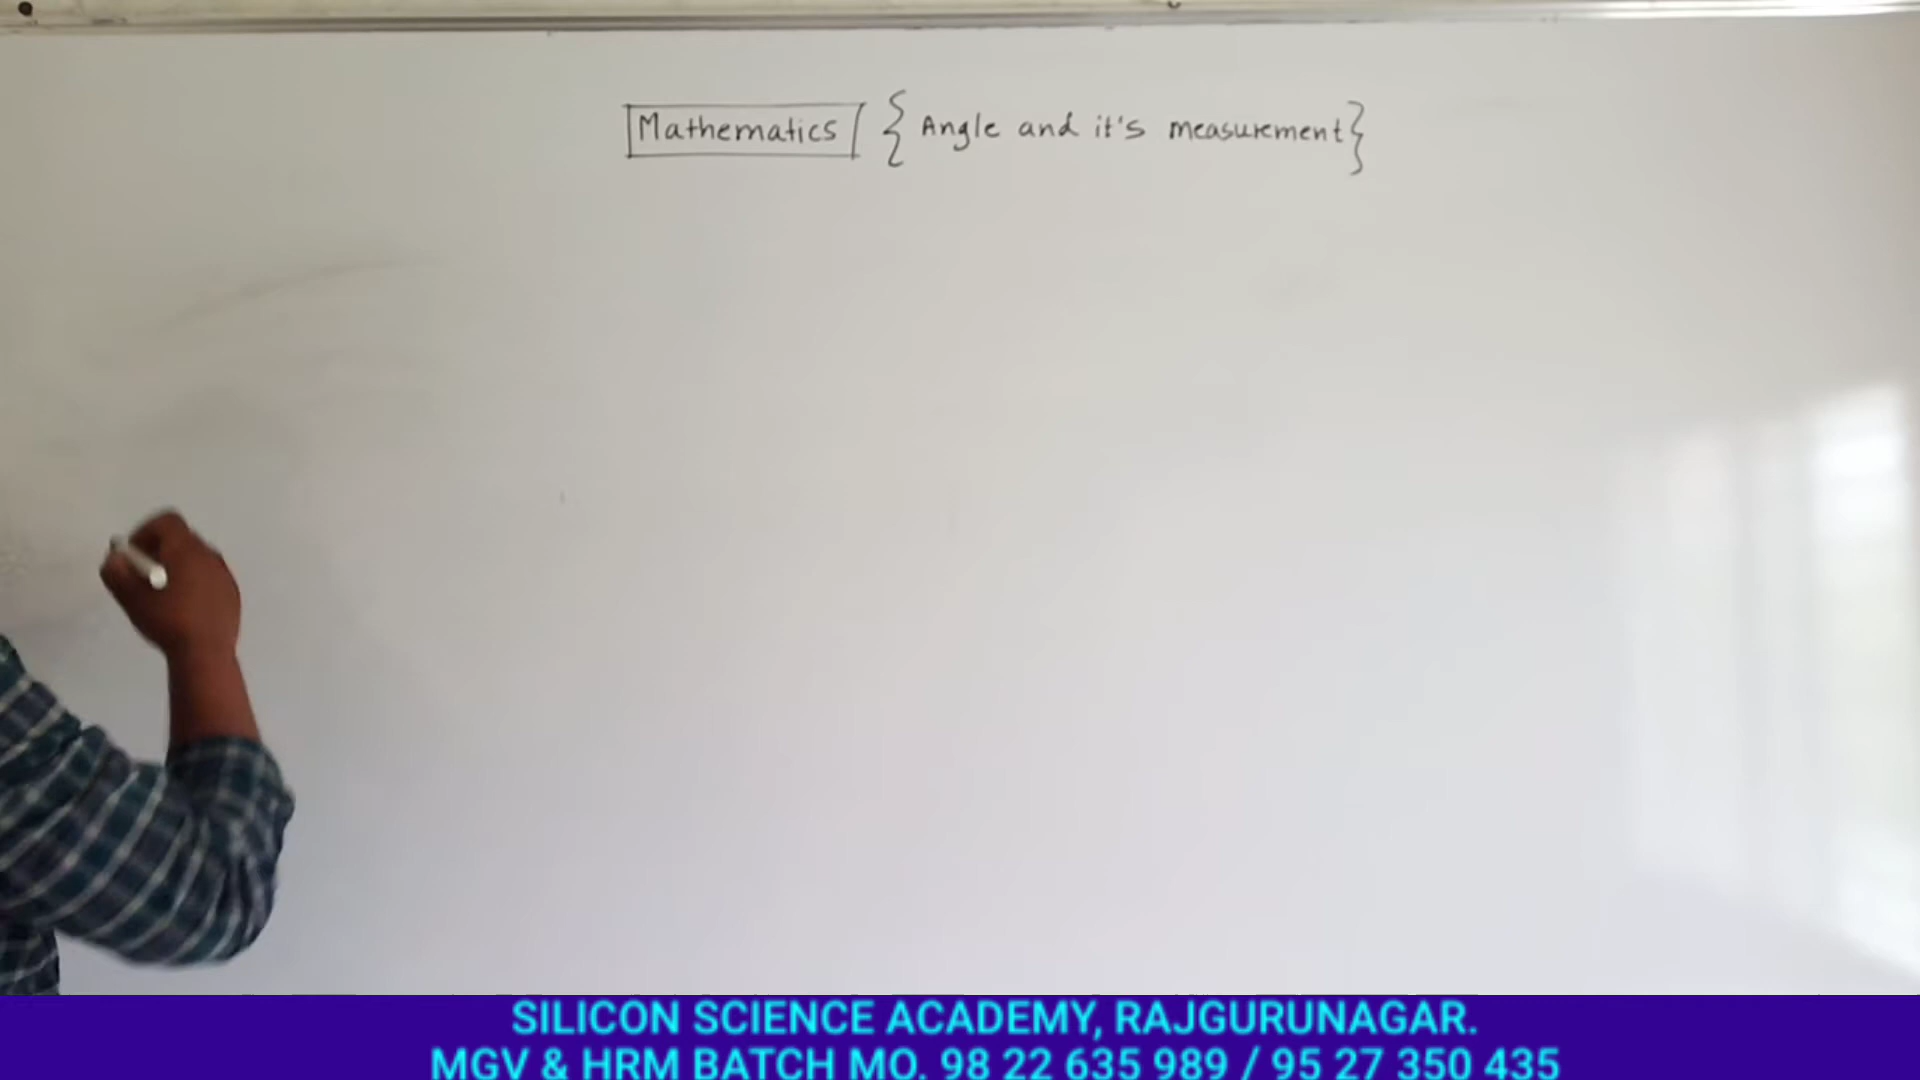 Mathematics { Angle and it's measurement}
SILICON SCIENCE ACADEMY, RAJGURUNAGAR.
MGV & HRM BATCH MO. 98 22 635 989 / 95 27 350 435